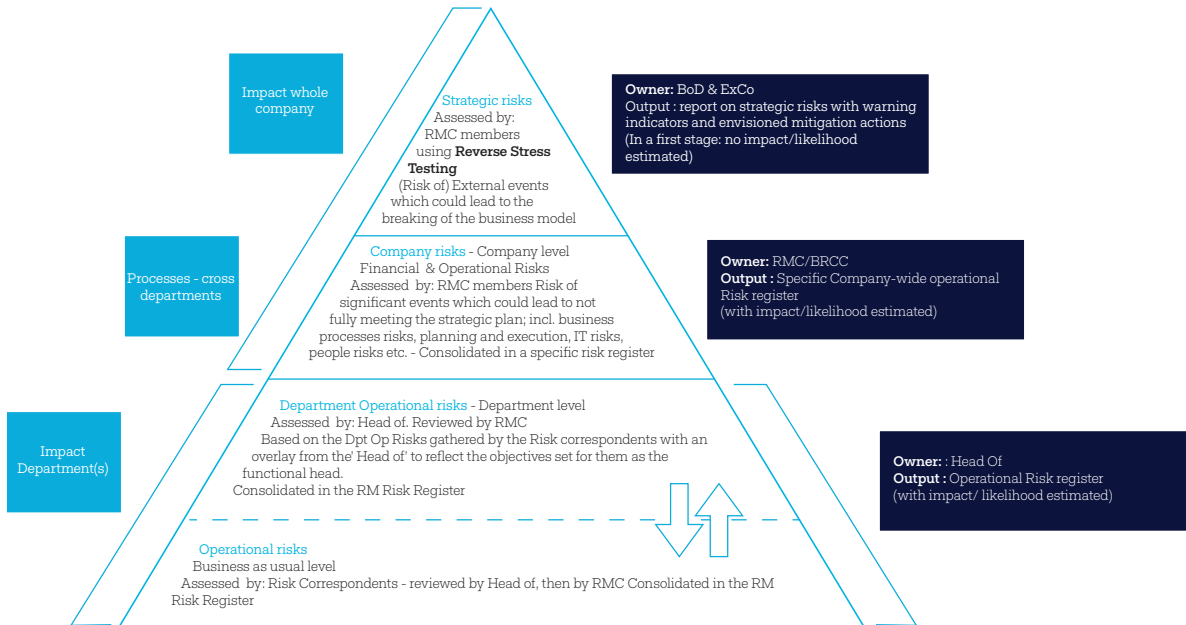 Impact whole
company
Strategic risks
Assessed by:
RMC members
using Reverse Stress
Testing
(Risk of) External events
which could lead to the
breaking of the business model
Owner: BoD & ExCo
Output : report on strategic risks with warning
indicators and envisioned mitigation actions
(In a first stage: no impact/likelihood
estimated)
Processes - cross
departments
Company risks - Company level
Financial & Operational Risks
Assessed by: RMC members Risk of
significant events which could lead to not
fully meeting the strategic plan; incl. business
processes risks, planning and execution, IT risks,
people risks etc. - Consolidated in a specific risk register
Owner: RMC/BRCC
Output : Specific Company-wide operational
Risk register
(with impact/likelihood estimated)
Impact
Department(s)
Department Operational risks - Department level
Assessed by: Head of. Reviewed by RMC
Based on the Dpt Op Risks gathered by the Risk correspondents with an
overlay from the' Head of' to reflect the objectives set for them as the
functional head.
Consolidated in the RM Risk Register
Owner: : Head Of
Output : Operational Risk register
(with impact/ likelihood estimated)
Operational risks
Business as usual level
Assessed by: Risk Correspondents - reviewed by Head of, then by RMC Consolidated in the RM
Risk Register